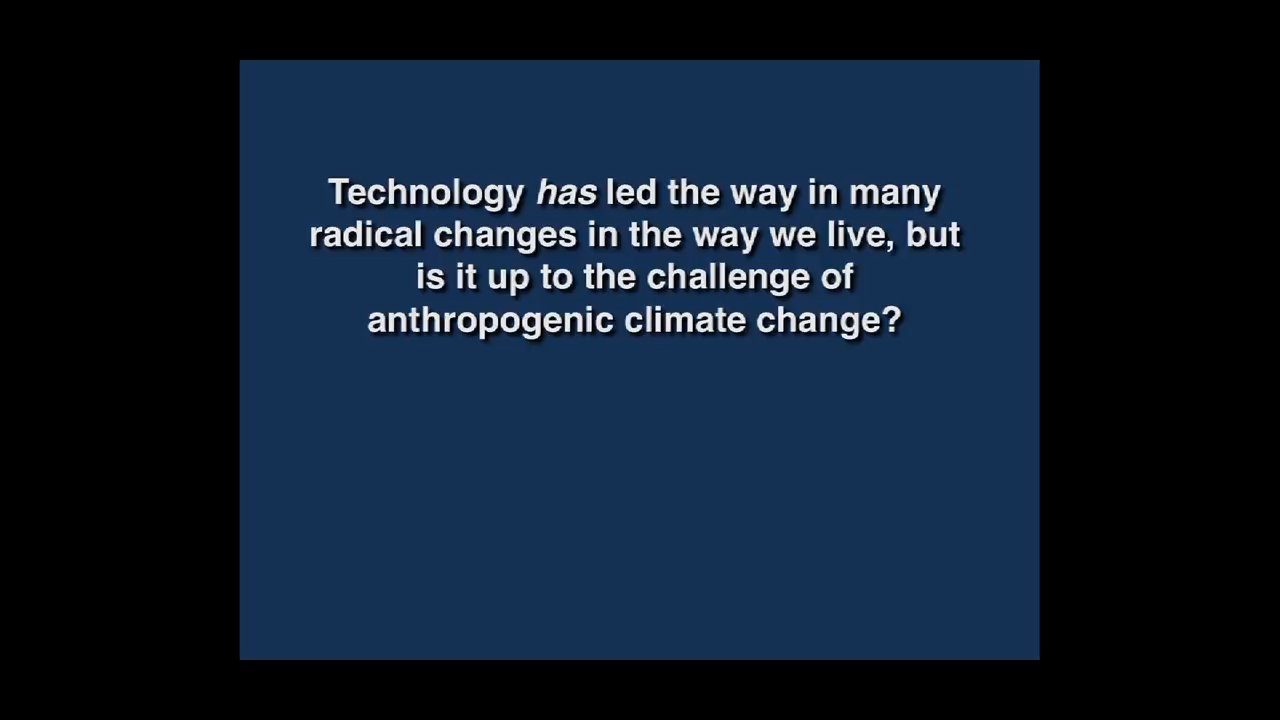 Technology has led the way in many
radical changes in the way we live, but
is it up to the challenge of
anthropogenic climate change?